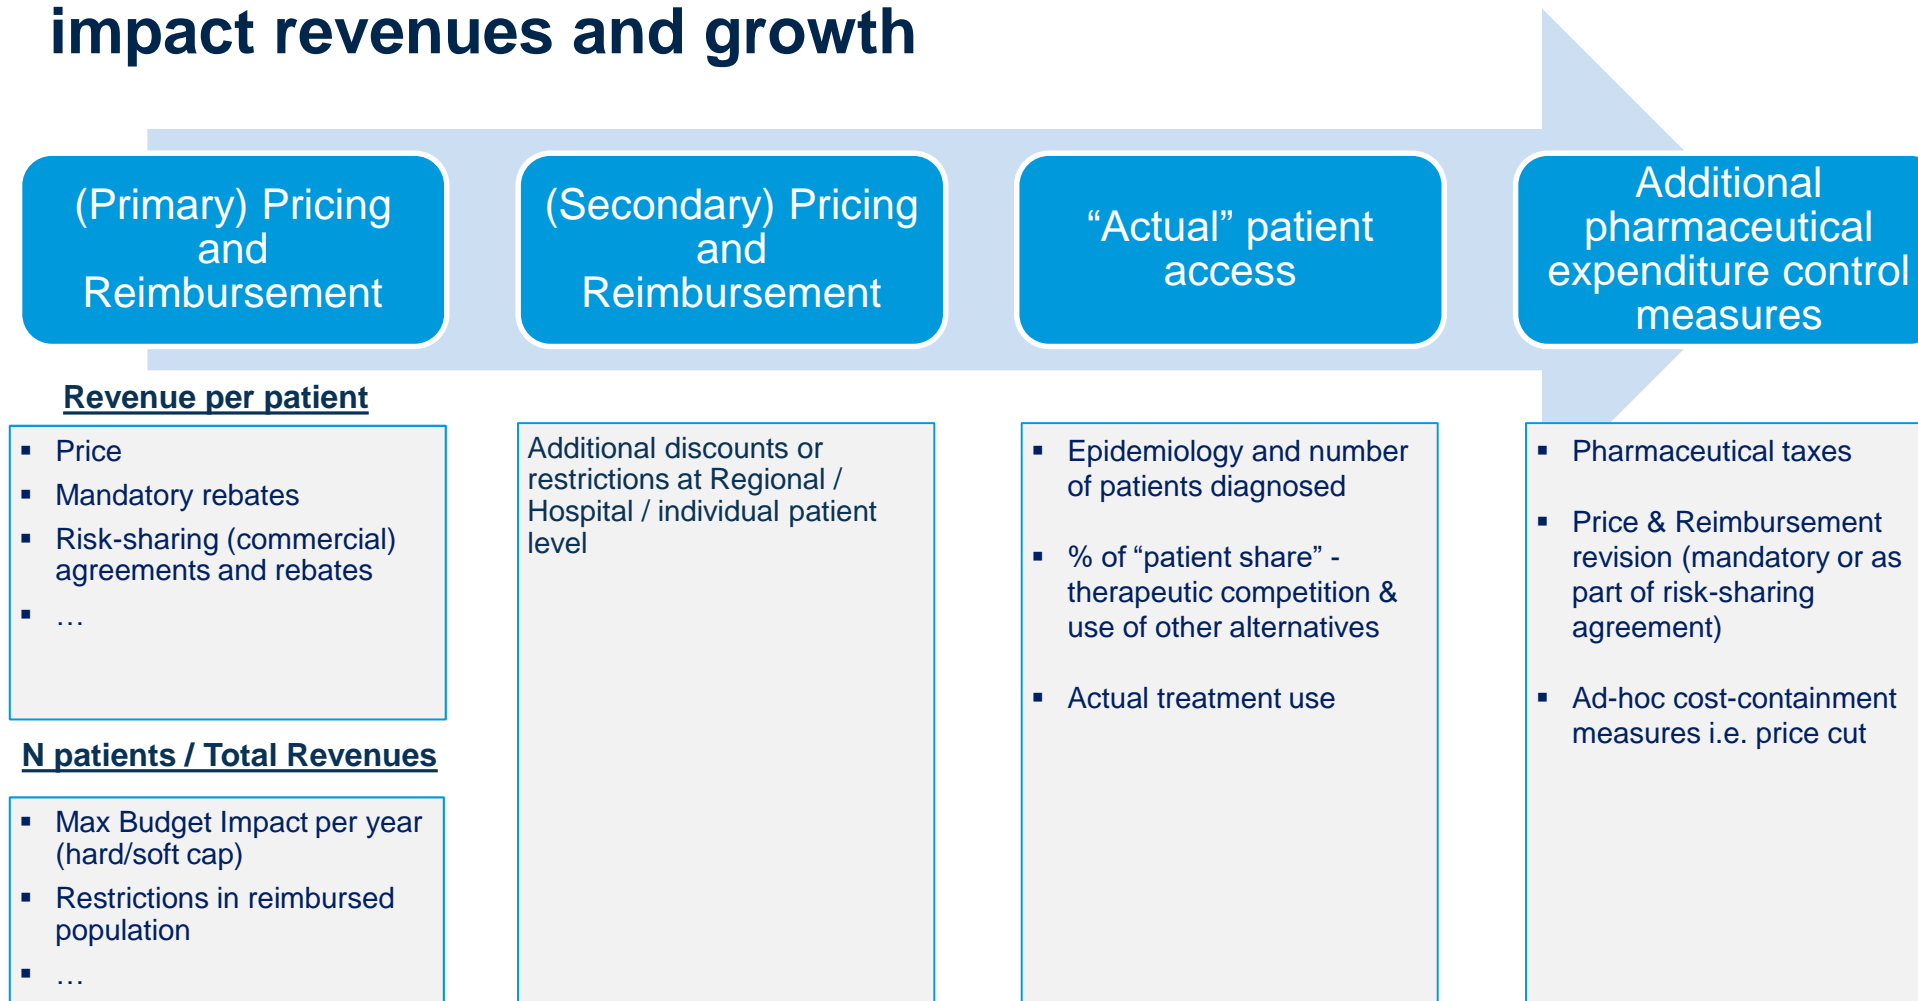 impact revenues and growth
(Primary) Pricing
and
Reimbursement
(Secondary) Pricing
and
Reimbursement
“Actual” patient
access
Additional
pharmaceutical
expenditure control
measures
Revenue per patient
▪ Price
▪ Mandatory rebates
▪ Risk-sharing (commercial)
agreements and rebates
▪ …
N patients / Total Revenues
▪ Max Budget Impact per year
(hard/soft cap)
▪ Restrictions in reimbursed
population
▪ …
Additional discounts or
restrictions at Regional /
Hospital / individual patient
level
▪ Epidemiology and number
of patients diagnosed
▪ % of “patient share” -
therapeutic competition &
use of other alternatives
▪ Actual treatment use
▪ Pharmaceutical taxes
▪ Price & Reimbursement
revision (mandatory or as
part of risk-sharing
agreement)
▪ Ad-hoc cost-containment
measures i.e. price cut